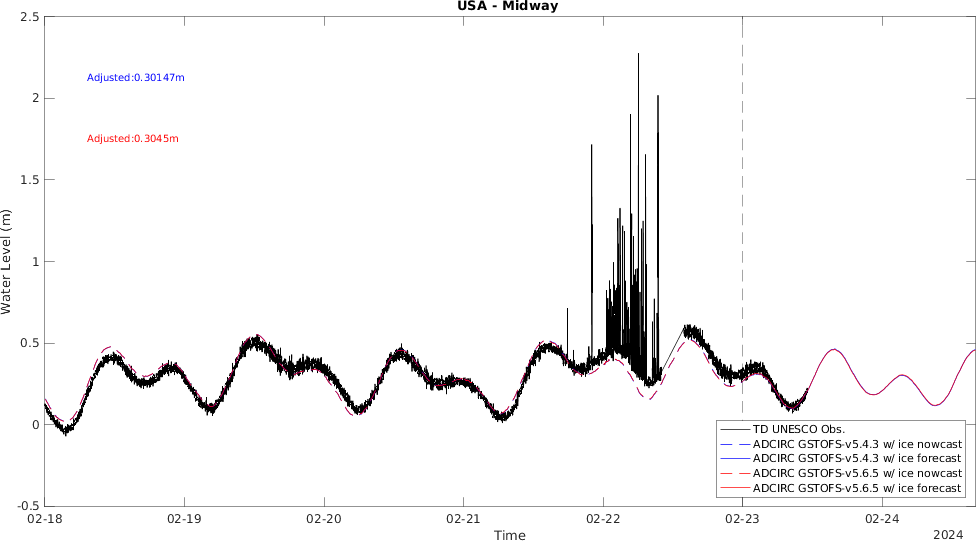 USA - Midway
2.5
2
1.5
1
0.5
0
-0.5
Water Level (m)
Adjusted:0.30147m
Adjusted:0.3045m
TD UNESCO Obs.
ADCIRC GSTOFS-v5.4.3 w/ ice nowcast
ADCIRC GSTOFS-v5.4.3 w/ ice forecast
ADCIRC GSTOFS-v5.6.5 w/ ice nowcast
ADCIRC GSTOFS-v5.6.5 w/ ice forecast
02-18 02-19 02-20 02-21 02-22 02-23 02-24
Time
2024